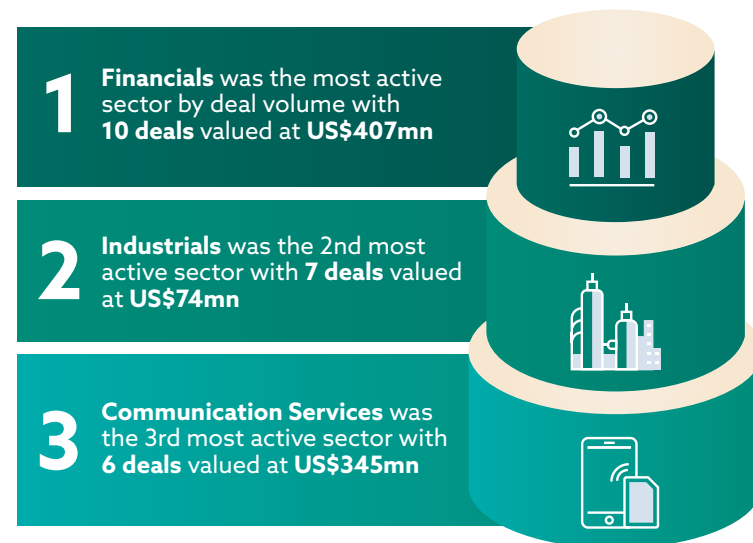 1
Financials was the most active
sector by deal volume with
10 deals valued at US$407mn
2
Industrials was the 2nd most
active sector with 7 deals valued
at US$74mn
3
Communication Services was
the 3rd most active sector with
6 deals valued at US$345mn